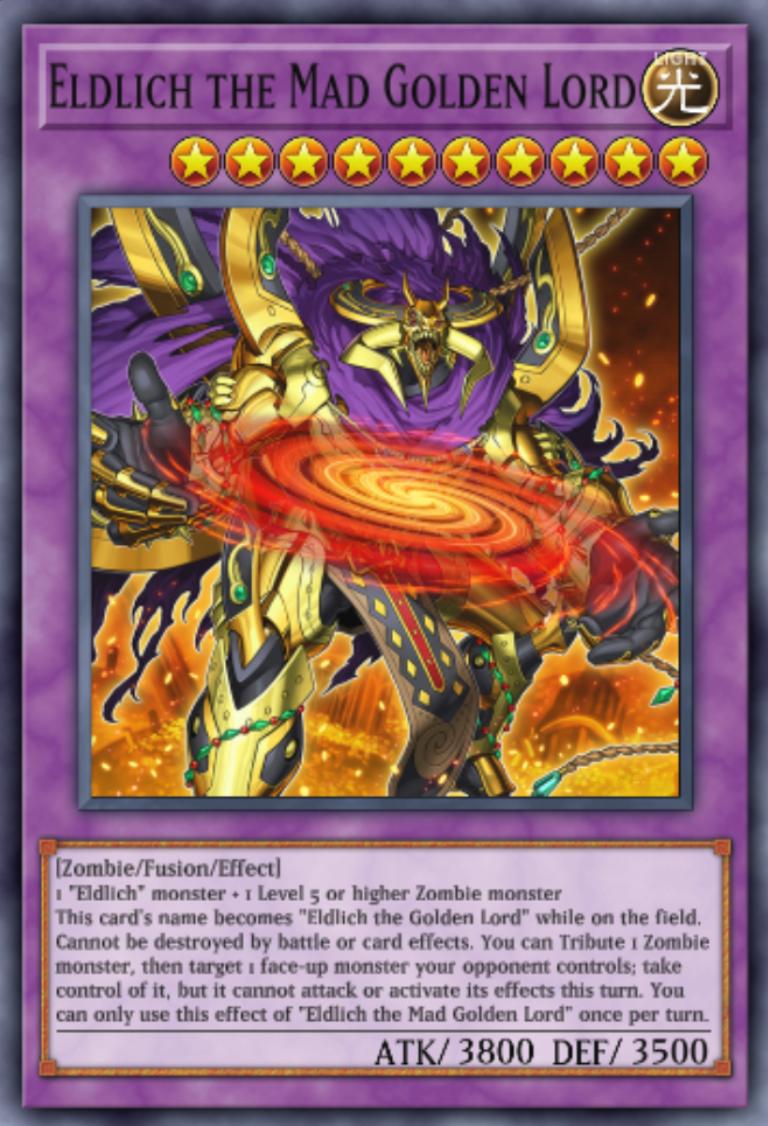 ELDLICH THE MAD GOLDEN LORD
LIGHT
光
[Zombie/Fusion/Effect]
1 "Eldlich" monster + 1 Level 5 or higher Zombie monster
This card's name becomes "Eldlich the Golden Lord" while on the field.
Cannot be destroyed by battle or card effects. You can Tribute 1 Zombie
monster, then target 1 face-up monster your opponent controls; take
control of it, but it cannot attack or activate its effects this turn. You
can only use this effect of "Eldlich the Mad Golden Lord" once per turn.
ATK/ 3800 DEF/ 3500